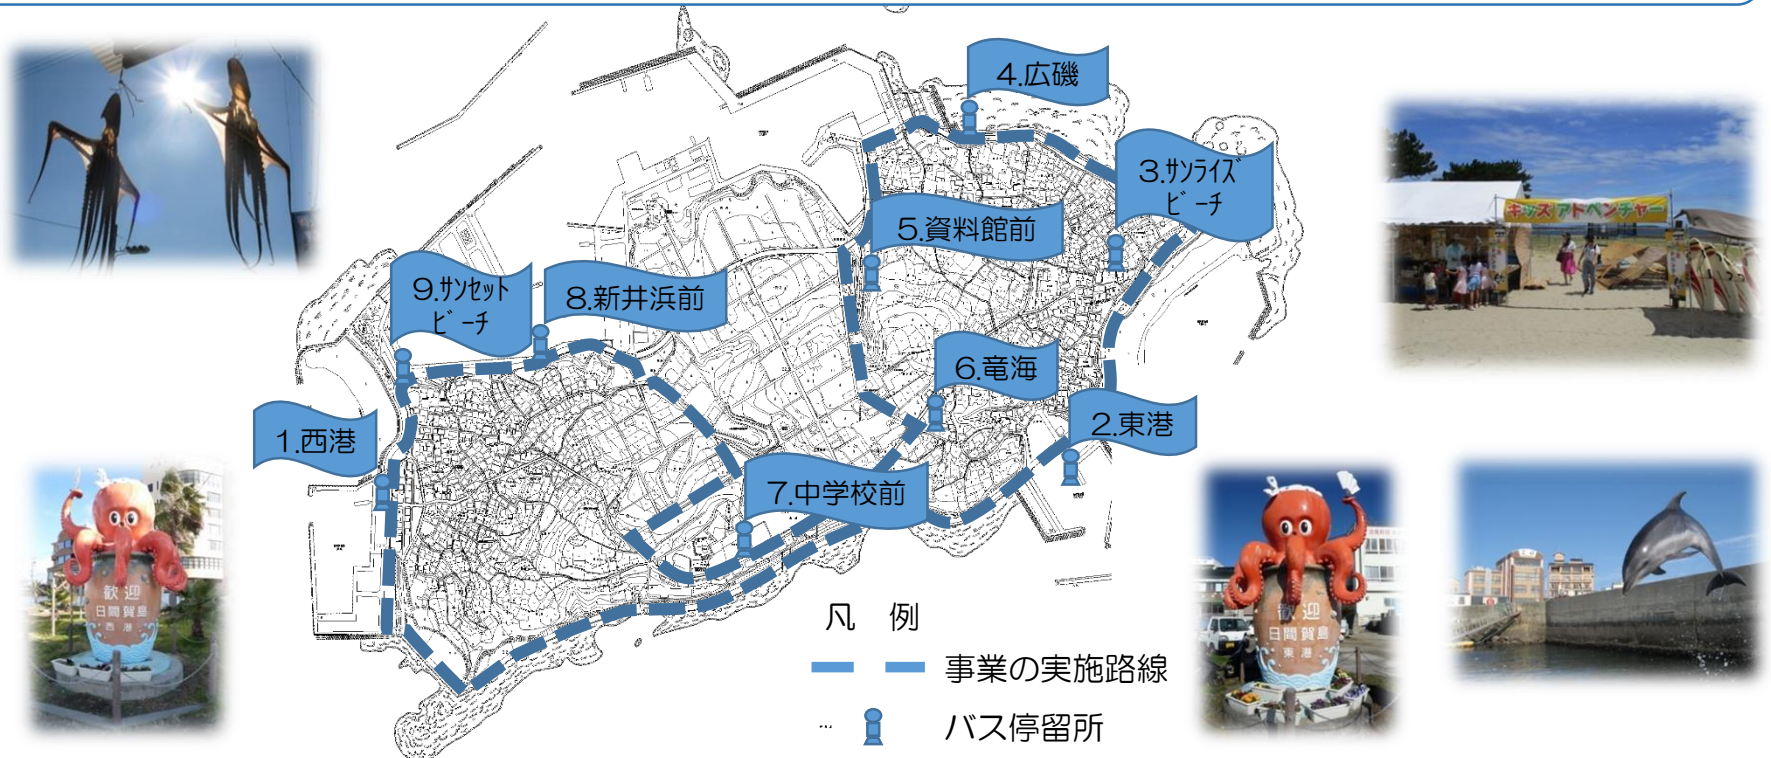 4.広磯
3.サンライズ
ビーチ
キッズアドベンチャー
5.資料館前
9.サンセット
ビーチ
8.新井浜前
6.竜海
2.東港
1.西港
7.中学校前
歓迎
日間賀島
西港
歓迎
日間賀島
東港
凡 例
事業の実施路線
バス停留所